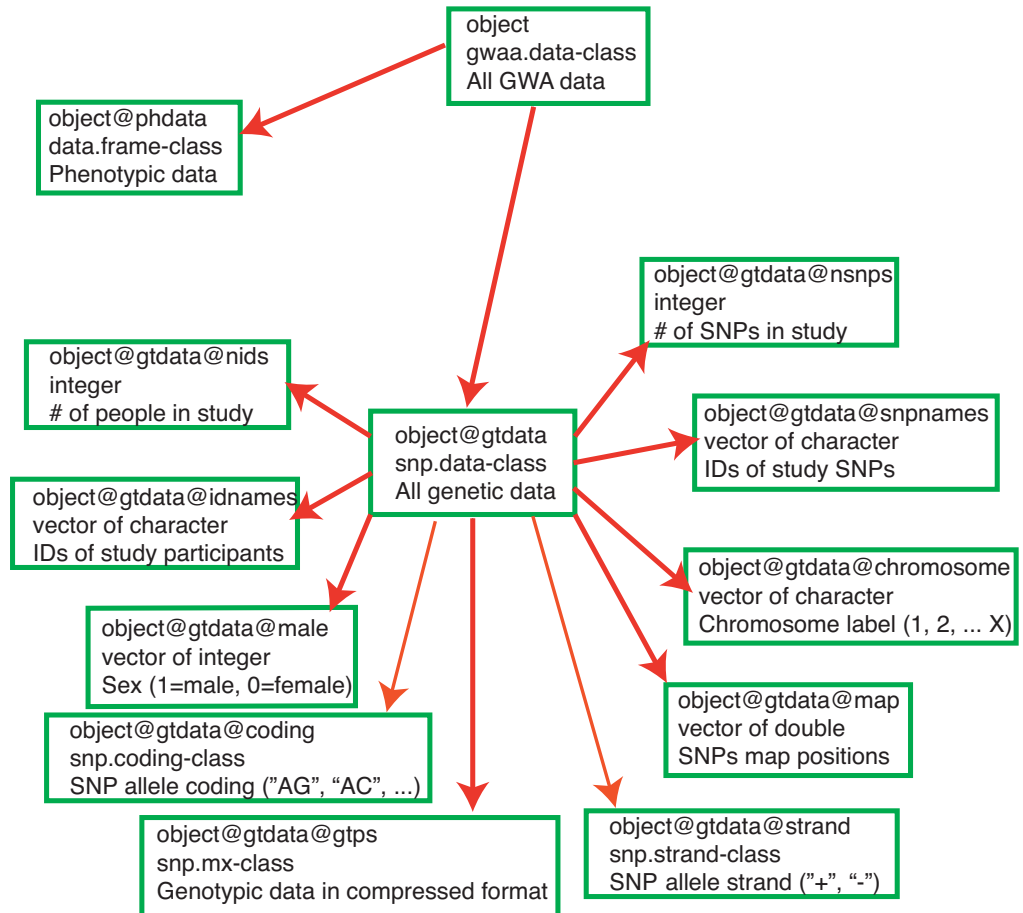 object
gwaa.data-class
All GWA data
object@phdata
data.frame-class
Phenotypic data
object@gtdata@nsnps
integer
# of SNPs in study
object@gtdata@nids
integer
# of people in study
object@gtdata@snpnames
vector of character
IDs of study SNPs
object@gtdata
snp.data-class
All genetic data
object@gtdata@idnames
vector of character
IDs of study participants
object@gtdata@chromosome
vector of character
Chromosome label (1, 2, ... X)
object@gtdata@male
vector of integer
Sex (1=male, 0=female)
object@gtdata@map
vector of double
SNPs map positions
object@gtdata@coding
snp.coding-class
SNP allele coding (”AG”, “AC”, ...)
object@gtdata@gtps
snp.mx-class
Genotypic data in compressed format
object@gtdata@strand
snp.strand-class
SNP allele strand (”+”, “-”)